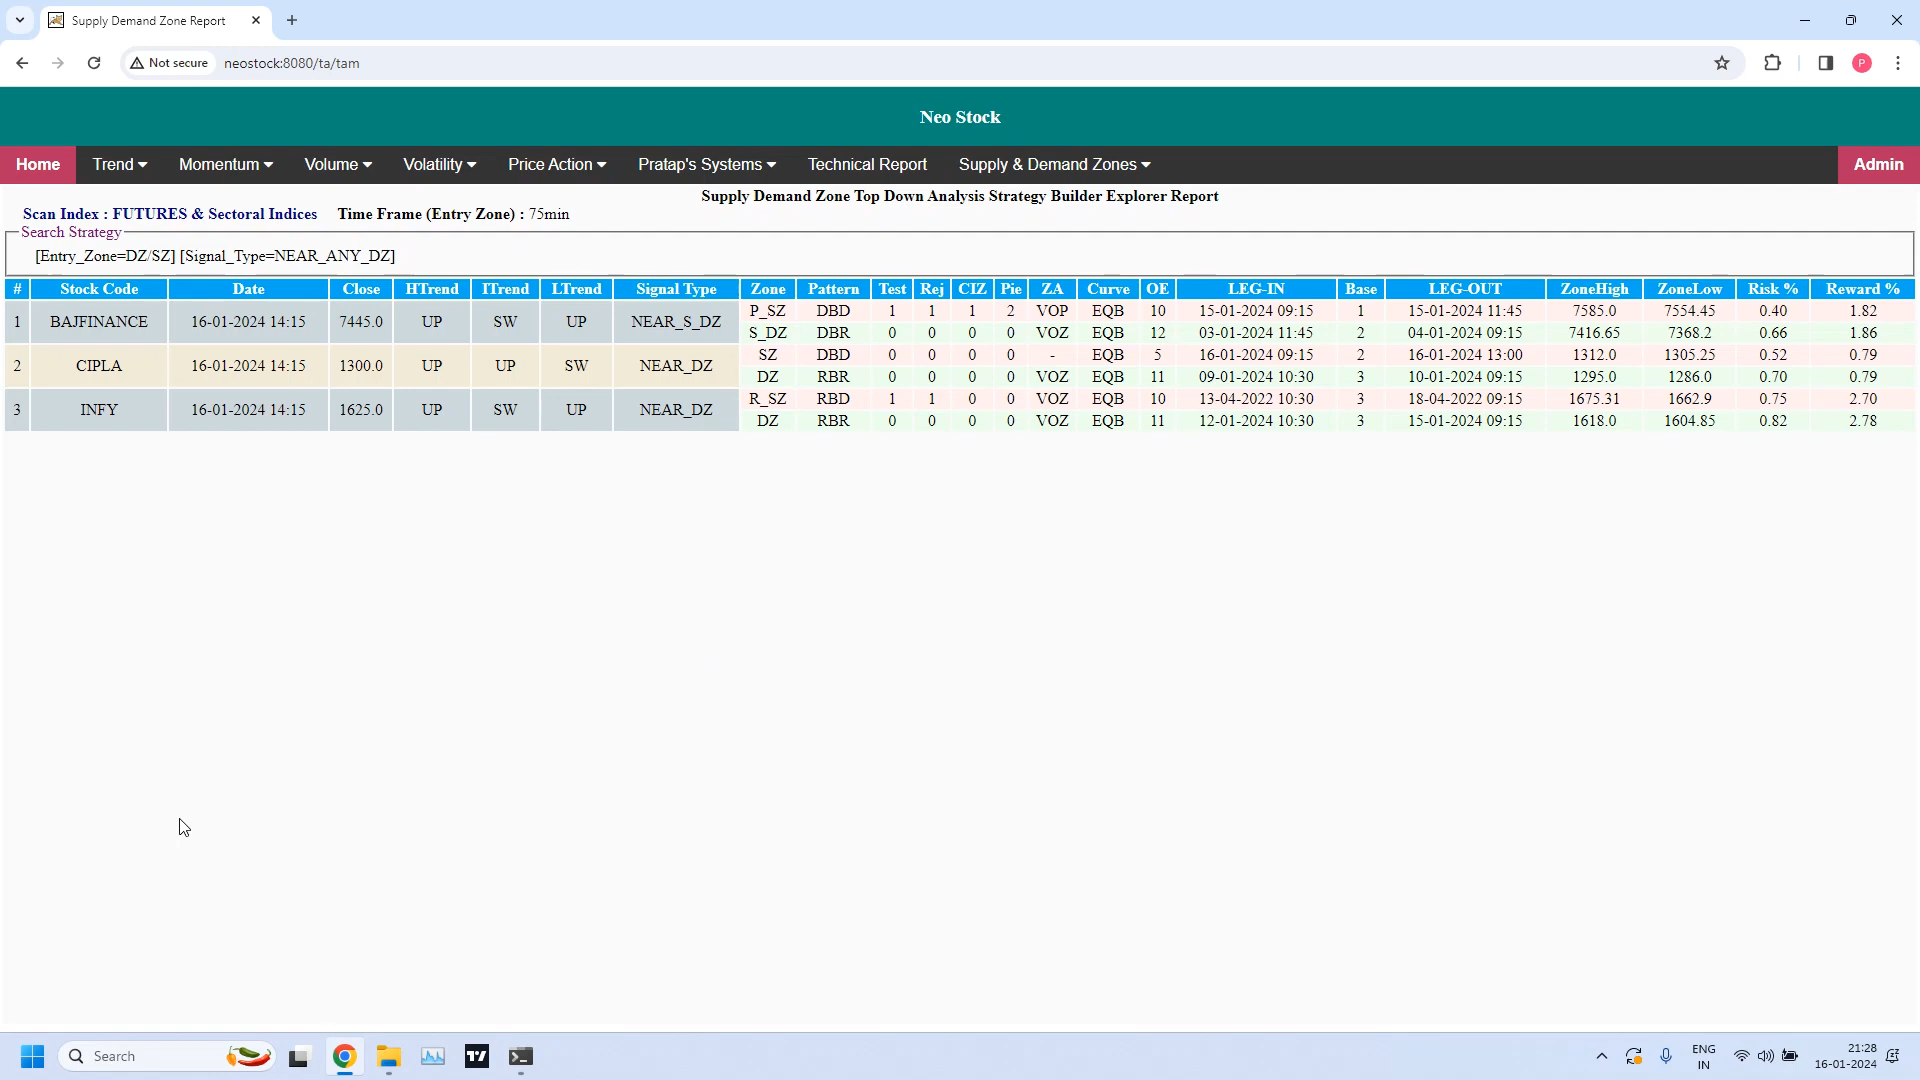 Supply Demand Zone Report
Not secure neostock:8080/ta/tam P
Neo Stock
Home Trend Momentum Volume Volatility Price Action Pratap's Systems Technical Report Supply & Demand Zones Admin
Supply Demand Zone Top Down Analysis Strategy Builder Explorer Report
Scan Index : FUTURES & Sectoral Indices Time Frame (Entry Zone) : 75min
Search Strategy
[Entry_Zone=DZ/SZ] [Signal_Type=NEAR_ANY_DZ]
# Stock Code Date Close HTrend ITrend LTrend Signal Type Zone Pattern Test Rej CIZ Pie ZA Curve OE LEG-IN Base LEG-OUT ZoneHigh ZoneLow Risk % Reward %
1 BAJFINANCE 16-01-2024 14:15 7445.0 UP SW UP NEAR_S_DZ P_SZ DBD 1 1 1 2 VOP EQB 10 15-01-2024 09:15 1 15-01-2024 11:45 7585.0 7554.45 0.40 1.82
S_DZ DBR 0 0 0 0 VOZ EQB 12 03-01-2024 11:45 2 04-01-2024 09:15 7416.65 7368.2 0.66 1.86
2 CIPLA 16-01-2024 14:15 1300.0 UP UP SW NEAR_DZ SZ DBD 0 0 0 0 - EQB 5 16-01-2024 09:15 2 16-01-2024 13:00 1312.0 1305.25 0.52 0.79
DZ RBR 0 0 0 0 VOZ EQB 11 09-01-2024 10:30 3 10-01-2024 09:15 1295.0 1286.0 0.70 0.79
3 INFY 16-01-2024 14:15 1625.0 UP SW UP NEAR_DZ R_SZ RBD 1 1 0 0 VOZ EQB 10 13-04-2022 10:30 3 18-04-2022 09:15 1675.31 1662.9 0.75 2.70
DZ RBR 0 0 0 0 VOZ EQB 11 12-01-2024 10:30 3 15-01-2024 09:15 1618.0 1604.85 0.82 2.78
Search ENG 21:28
IN 16-01-2024